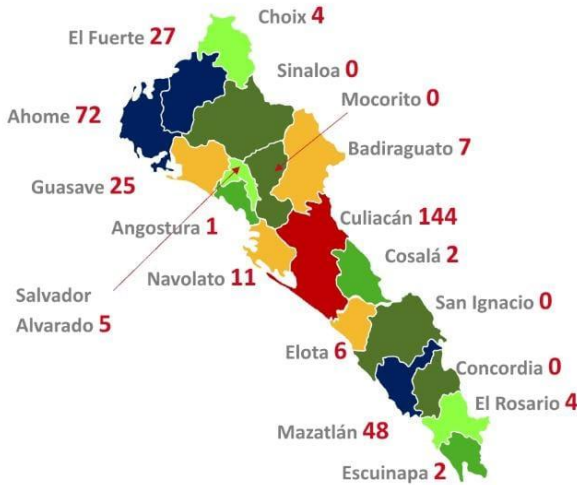 Choix 4
El Fuerte 27
Sinaloa 0
Mocorito 0
Ahome 72
Badiraguato 7
Guasave 25
Culiacán 144
Angostura 1
Cosalá 2
Navolato 11
Salvador
Alvarado 5
San Ignacio 0
Elota 6
Concordia 0
El Rosario 4
Mazatlán 48
Escuinapa 2